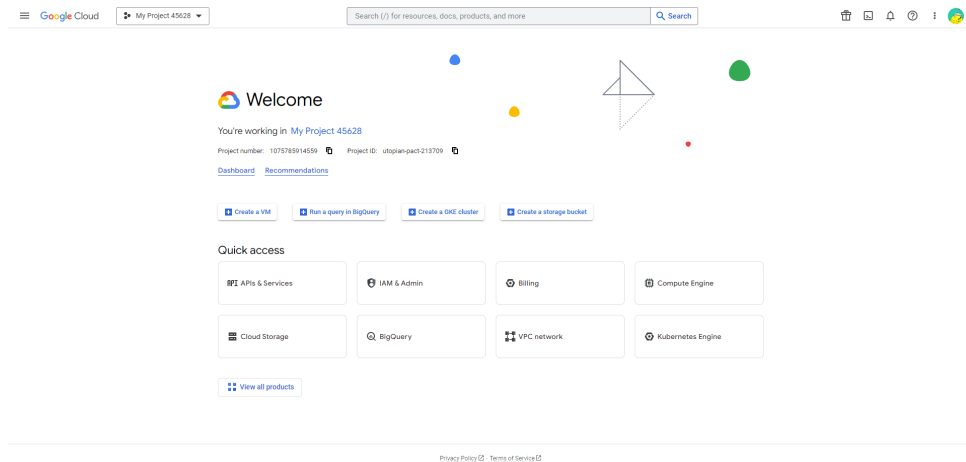 Google Cloud
My Project 45628
Search (/) for resources, docs, products, and more
Search
Welcome
You're working in My Project 45628
Project number: 1075785914559 Project ID: utopian-pact-213709
Dashboard Recommendations
Create a VM
Run a query in BigQuery
Create a GKE cluster
Create a storage bucket
Quick access
API APIs & Services
IAM & Admin
Billing
Compute Engine
Cloud Storage
BigQuery
VPC network
Kubernetes Engine
View all products
Privacy Policy · Terms of Service